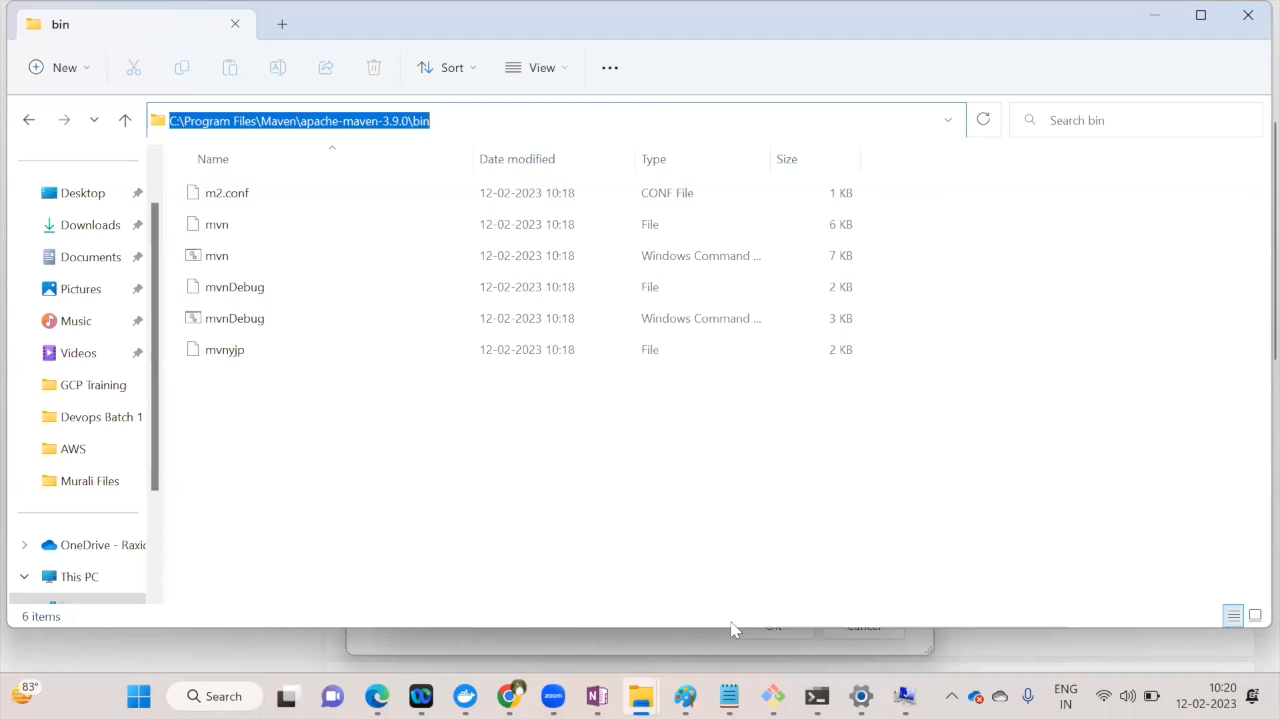 bin
New
Sort
View
C:\Program Files\Maven\apache-maven-3.9.0\bin
Search bin
Name
Date modified
Type
Size
Desktop
Downloads
Documents
Pictures
Music
Videos
GCP Training
Devops Batch 1
AWS
Murali Files
OneDrive - Raxic
This PC
m2.conf 12-02-2023 10:18 CONF File 1 KB
mvn 12-02-2023 10:18 File 6 KB
mvn 12-02-2023 10:18 Windows Command ... 7 KB
mvnDebug 12-02-2023 10:18 File 2 KB
mvnDebug 12-02-2023 10:18 Windows Command ... 3 KB
mvnyjp 12-02-2023 10:18 File 2 KB
6 items
83°
Search
zoom
ENG
IN
10:20
12-02-2023